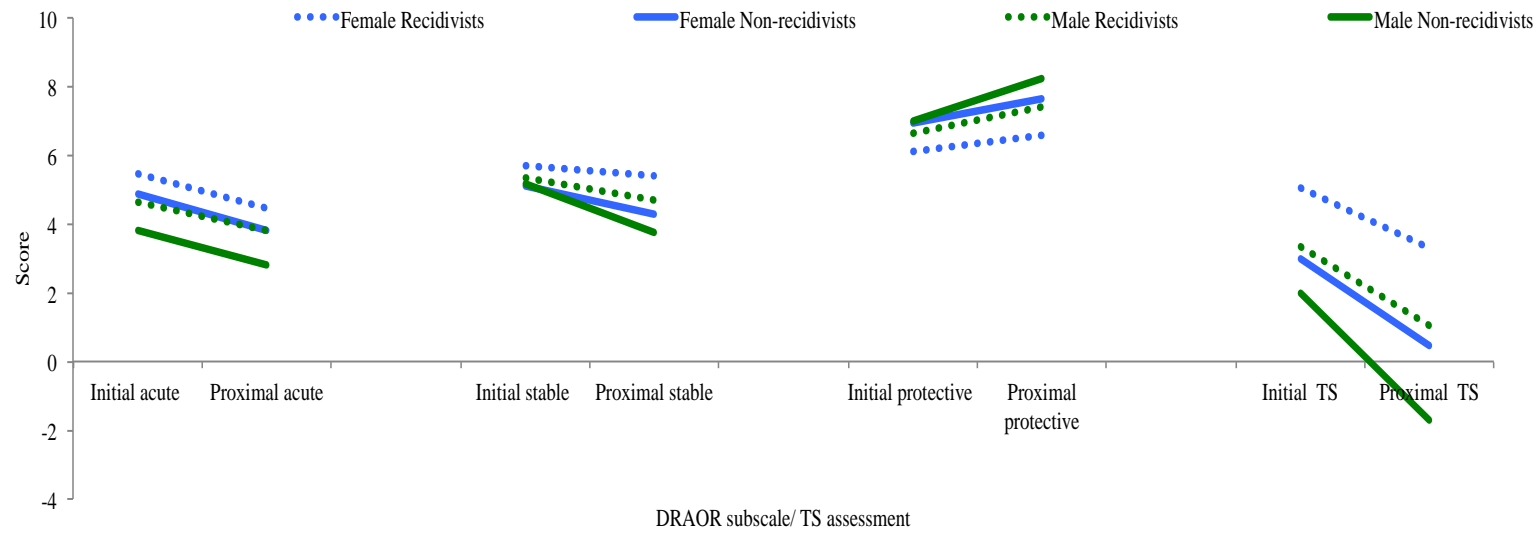 10
8
6
4
2
0
-2
-4
Score
Female Recidivists
Female Non-recidivists
Male Recidivists
Male Non-recidivists
Initial acute
Proximal acute
Initial stable
Proximal stable
Initial protective
Proximal
protective
Initial TS
Proximal TS
DRAOR subscale/ TS assessment